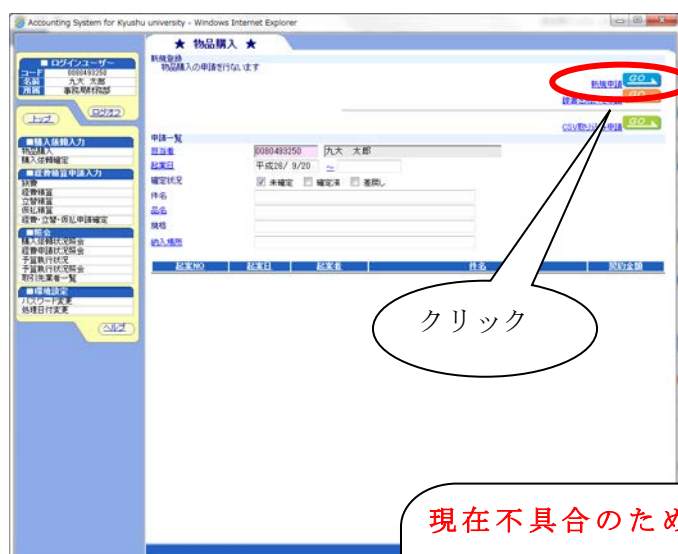 Accounting System for Kyushu university - Windows Internet Explorer
★ 物品購入 ★
■ ログインユーザー
コード 0080493250
名前 九大 太郎
所属 事務局財務部
トップ
ログオフ
■購入依頼入力
物品購入
購入依頼確定
■経費精算申請入力
旅費
経費精算
立替精算
仮払精算
経費・立替・仮払申請確定
■照会
購入依頼状況照会
経費申請状況照会
予算執行状況
予算執行状況照会
取引先業者一覧
■環境設定
パスワード変更
処理日付変更
ヘルプ
新規登録
物品購入の申請を行ないます
新規申請 GO
GO
CSV取り込み申請 GO
申請一覧
担当者 0080493250 九大 太郎
起案日 平成26/ 9/20 ～
確定状況 未確定 確定済 差戻し
件名
品名
規格
納入場所
起案NO 起案日 起案者 件名 契約金額
クリック
現在不具合のため